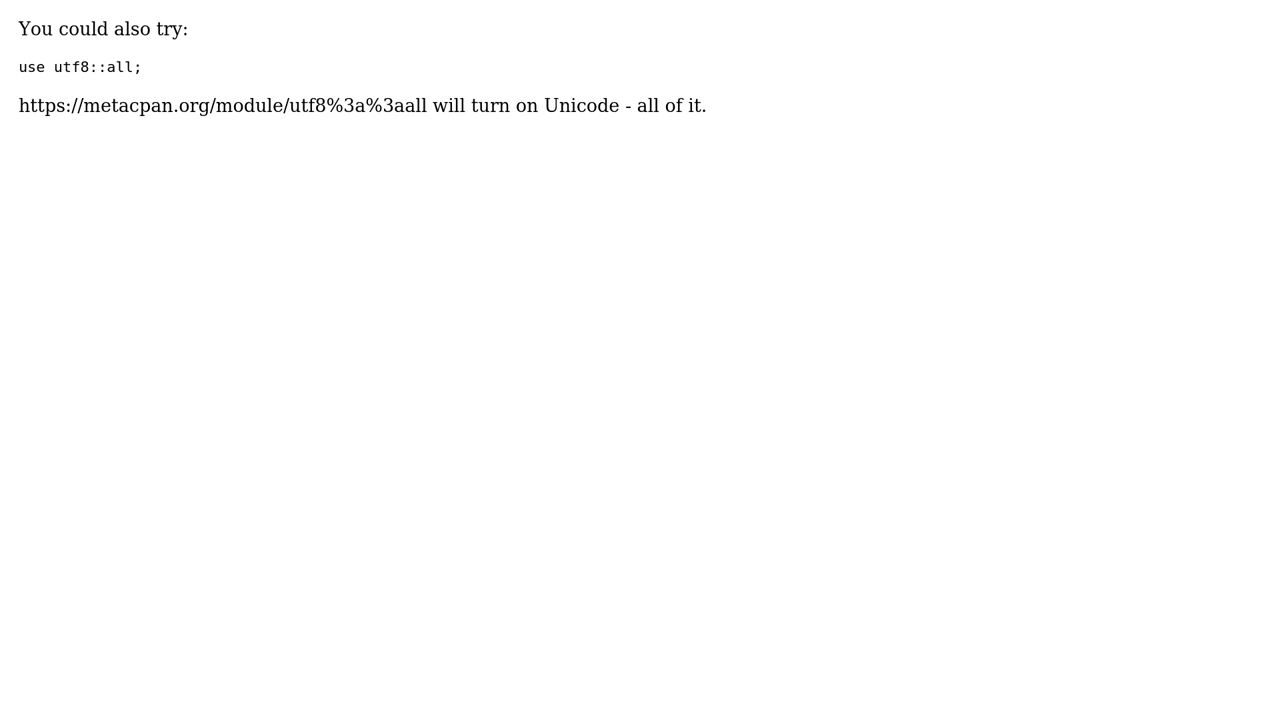 You could also try:
use utf8::all;
https://metacpan.org/module/utf8%3a%3aall will turn on Unicode - all of it.